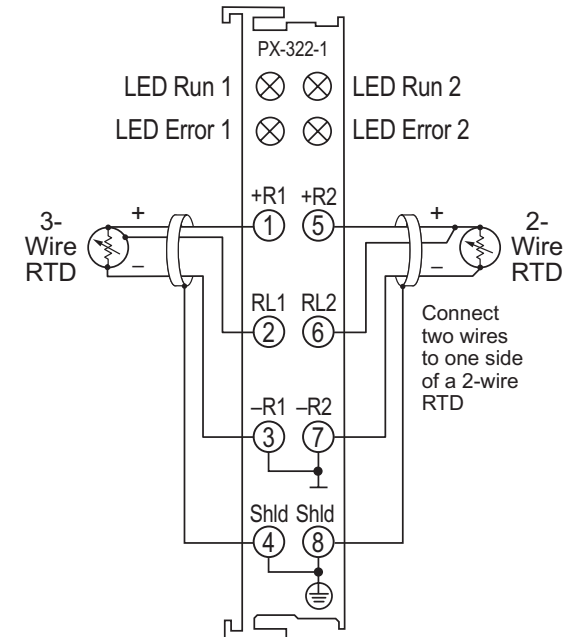 PX-322-1
LED Run 1
LED Run 2
LED Error 1
LED Error 2
+R1
+R2
1
5
3-
Wire
RTD
+
–
+
–
2-
Wire
RTD
RL1
RL2
2
6
Connect
two wires
to one side
of a 2-wire
RTD
–R1
–R2
3
7
Shld
Shld
4
8